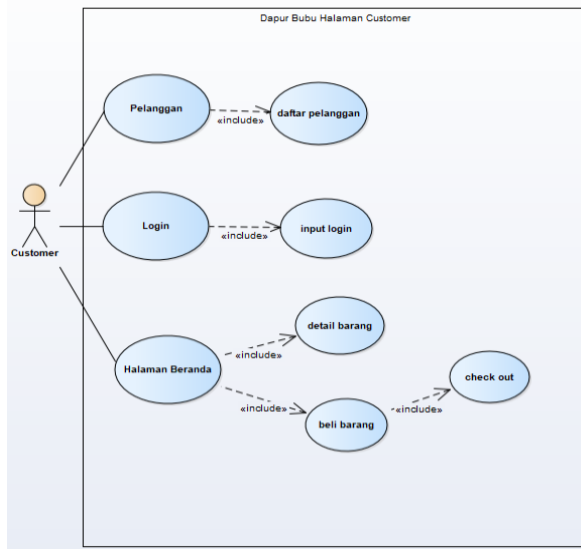 Dapur Bubu Halaman Customer
Pelanggan
«include»
daftar pelanggan
Customer
Login
«include»
input login
Halaman Beranda
«include»
detail barang
«include»
beli barang
«include»
check out